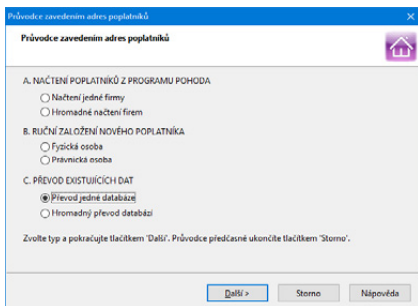 Průvodce zavedením adres poplatníků
Průvodce zavedením adres poplatníků
A. NAČTENÍ POPLATNÍKŮ Z PROGRAMU POHODA
Načtení jedné firmy
Hromadné načtení firem
B. RUČNÍ ZALOŽENÍ NOVÉHO POPLATNÍKA
Fyzická osoba
Právnická osoba
C. PŘEVOD EXISTUJÍCÍCH DAT
Převod jedné databáze
Hromadný převod databází
Zvolte typ a pokračujte tlačítkem 'Další'. Průvodce předčasně ukončíte tlačítkem 'Storno'.
Další > Storno Nápověda